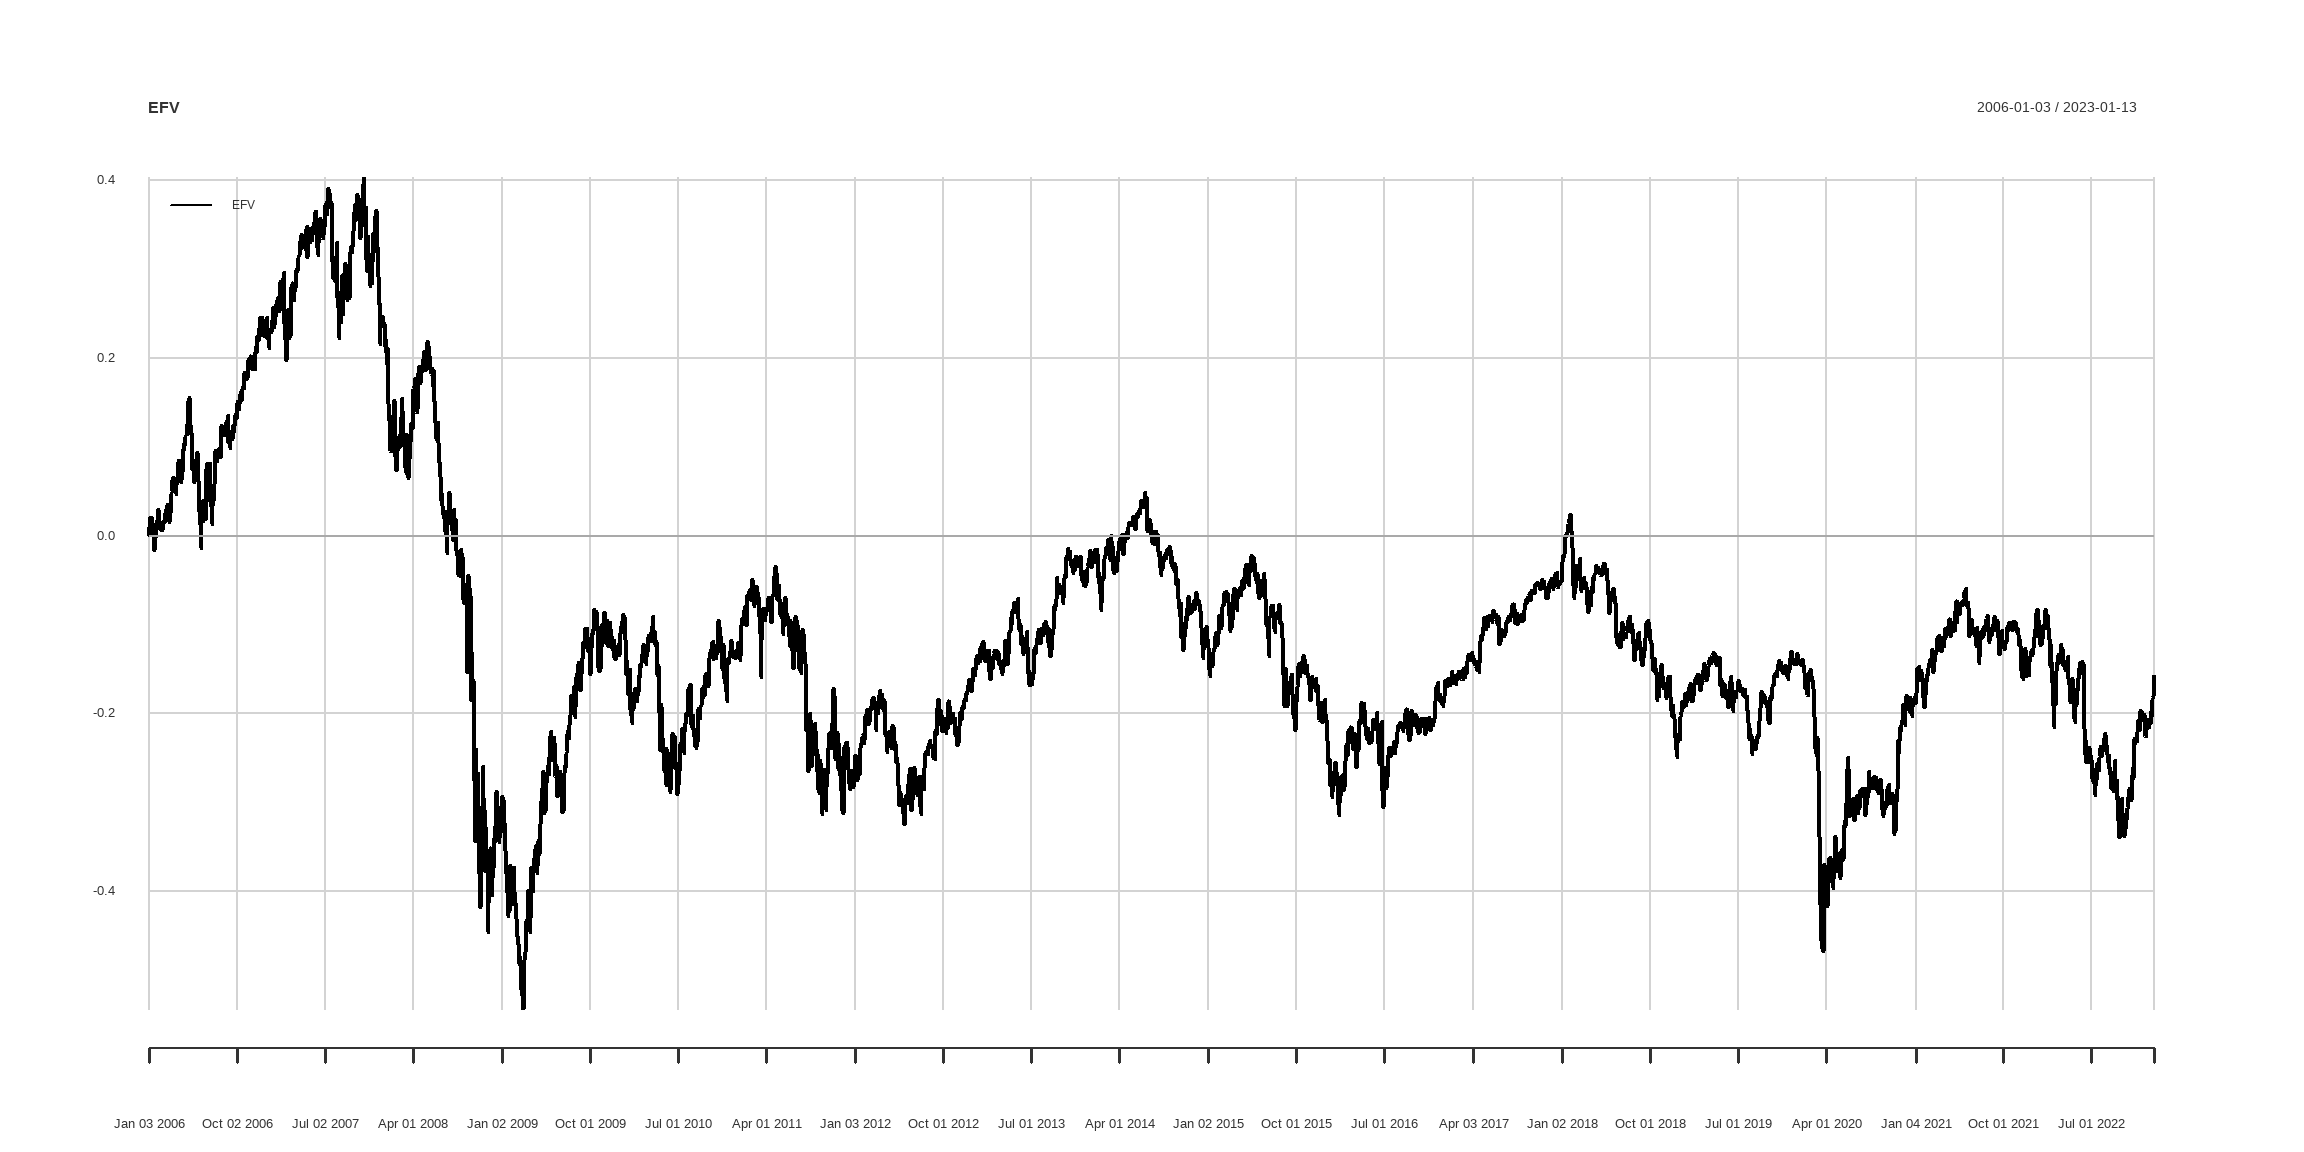 EFV 2006-01-03 / 2023-01-13
0.4
EFV
0.2
0.0
-0.2
-0.4
Jan 03 2006 Oct 02 2006 Jul 02 2007 Apr 01 2008 Jan 02 2009 Oct 01 2009 Jul 01 2010 Apr 01 2011 Jan 03 2012 Oct 01 2012 Jul 01 2013 Apr 01 2014 Jan 02 2015 Oct 01 2015 Jul 01 2016 Apr 03 2017 Jan 02 2018 Oct 01 2018 Jul 01 2019 Apr 01 2020 Jan 04 2021 Oct 01 2021 Jul 01 2022